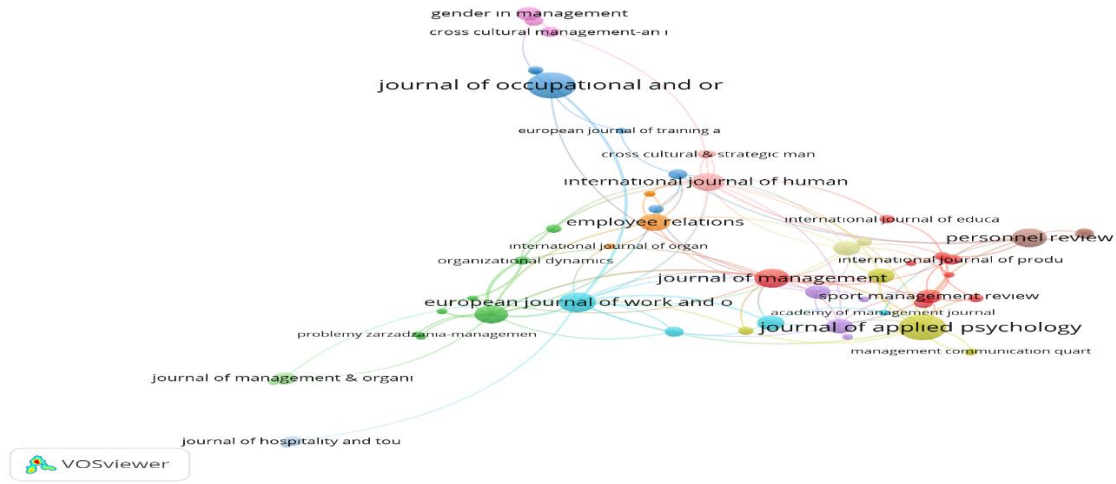 gender in management
cross cultural management-an i
journal of occupational and or
european journal of training a
cross cultural & strategic man
international journal of human
international journal of educa
employee relations
personnel review
international journal of organ
organizational dynamics
international journal of produ
journal of management
sport management review
european journal of work and o
academy of management journal
journal of applied psychology
problemy zarzadzania-managemen
management communication quart
journal of management & organi
journal of hospitality and tou
VOSviewer